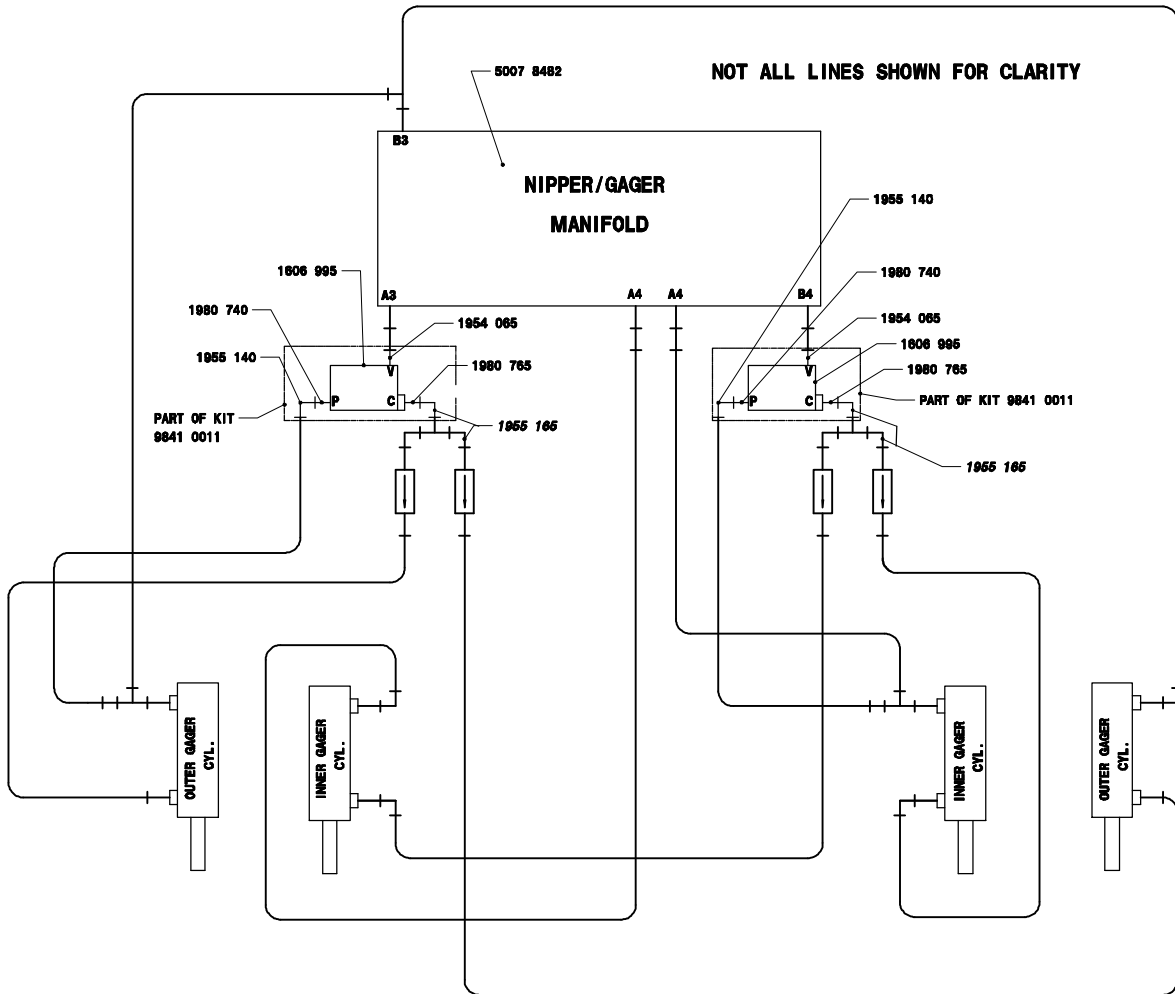 5007 8482
NOT ALL LINES SHOWN FOR CLARITY
B3
NIPPER/GAGER
MANIFOLD
1955 140
1606 995
1980 740
A3
A4
A4
B4
1980 740
1954 065
1954 065
1606 995
1955 140
V
1980 765
V
1980 765
P
C
P
C
PART OF KIT
9841 0011
1955 165
PART OF KIT 9841 0011
1955 165
OUTER GAGER
CYL.
INNER GAGER
CYL.
INNER GAGER
CYL.
OUTER GAGER
CYL.